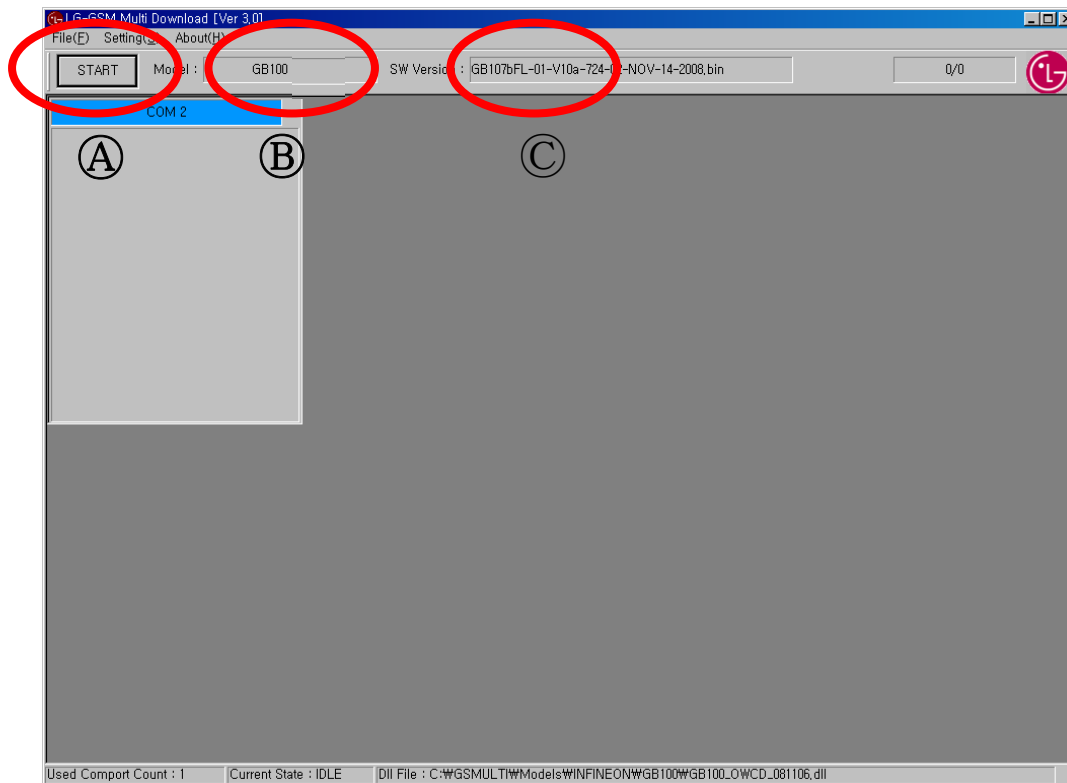 LG-GSM Multi Download [Ver 3,0]
File(F) Setting(S) About(H)
START Model : GB100 SW Version : GB107bFL-01-V10a-724-02-NOV-14-2008,bin 0/0
COM 2
Ⓐ Ⓑ Ⓒ
Used Comport Count : 1 Current State : IDLE Dll File : C:₩GSMULTI₩Models₩INFINEON₩GB100₩GB100_OWCD_081106,dll